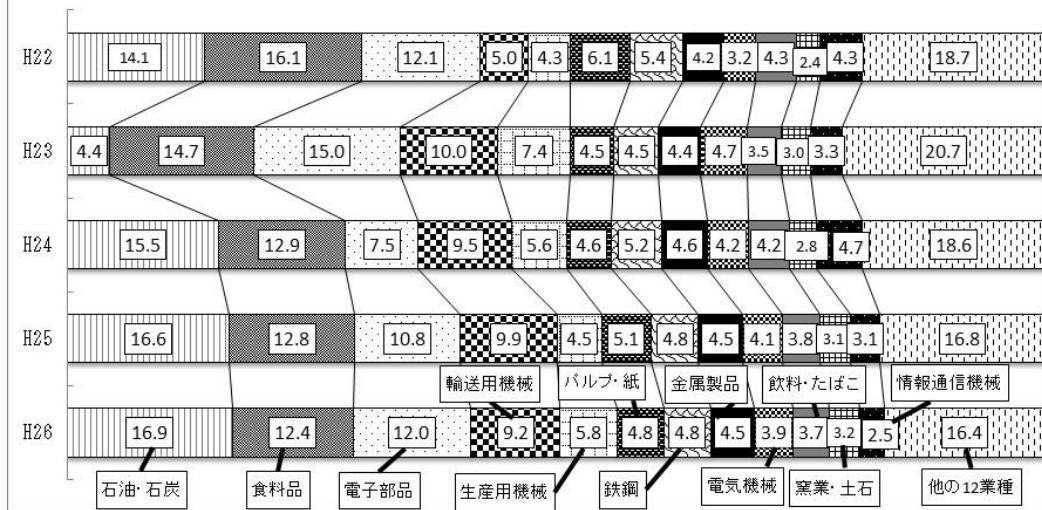 H22 14.1 16.1 12.1 5.0 4.3 6.1 5.4 4.2 3.2 4.3 2.4 4.3 18.7
H23 4.4 14.7 15.0 10.0 7.4 4.5 4.5 4.4 4.7 3.5 3.0 3.3 20.7
H24 15.5 12.9 7.5 9.5 5.6 4.6 5.2 4.6 4.2 4.2 2.8 4.7 18.6
H25 16.6 12.8 10.8 9.9 4.5 5.1 4.8 4.5 4.1 3.8 3.1 3.1 16.8
輸送用機械 パルプ・紙 金属製品 飲料・たばこ 情報通信機械
H26 16.9 12.4 12.0 9.2 5.8 4.8 4.8 4.5 3.9 3.7 3.2 2.5 16.4
石油・石炭 食料品 電子部品 生産用機械 鉄鋼 電気機械 窯業・土石 他の12業種